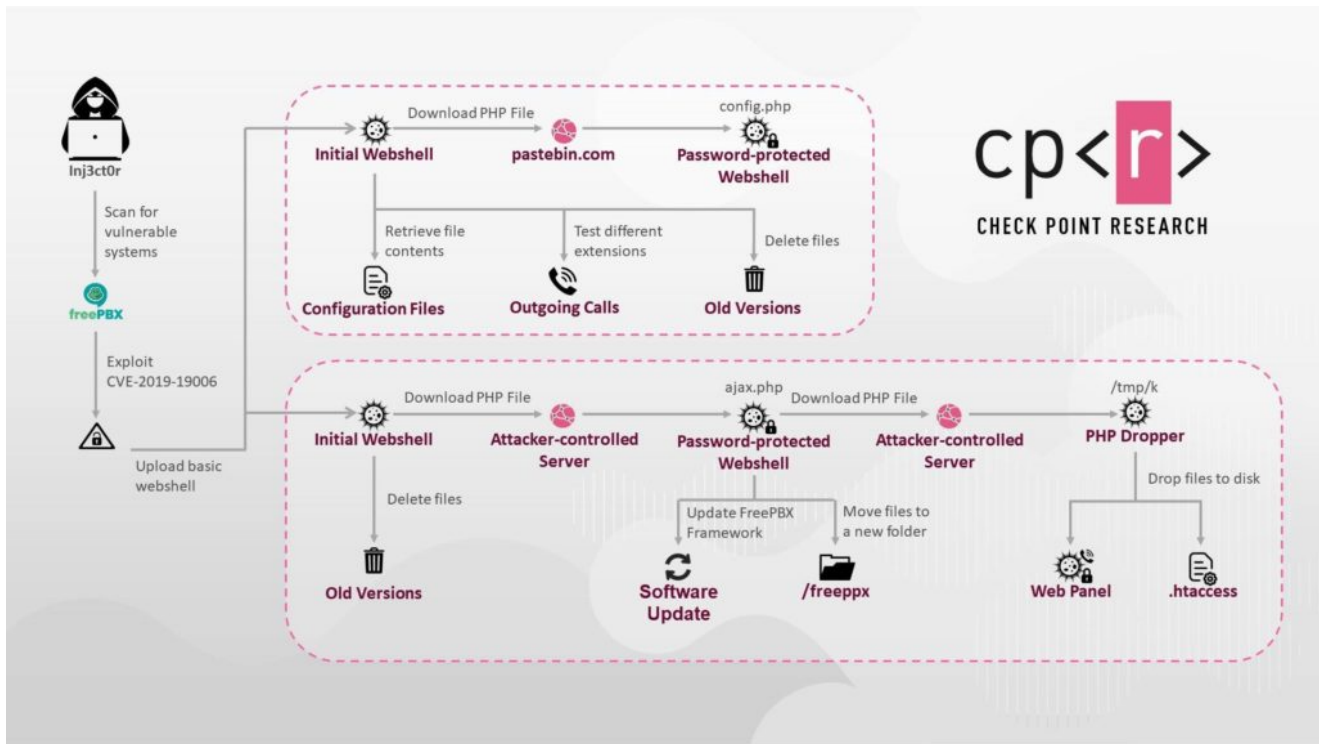 Inj3ct0r
Scan for
vulnerable
systems
freePBX
Exploit
CVE-2019-19006
Upload basic
webshell
Initial Webshell
Download PHP File
pastebin.com
config.php
Password-protected
Webshell
Retrieve file
contents
Configuration Files
Test different
extensions
Outgoing Calls
Delete files
Old Versions
cp<r>
CHECK POINT RESEARCH
Initial Webshell
Download PHP File
Attacker-controlled
Server
ajax.php
Password-protected
Webshell
Download PHP File
Attacker-controlled
Server
/tmp/k
PHP Dropper
Delete files
Old Versions
Update FreePBX
Framework
Software
Update
Move files to
a new folder
/freeppx
Drop files to disk
Web Panel
.htaccess